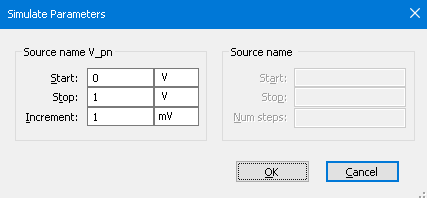 Simulate Parameters
Source name V_pn
Start: 0 V
Stop: 1 V
Increment: 1 mV
Source name
Start:
Stop:
Num steps:
OK
Cancel